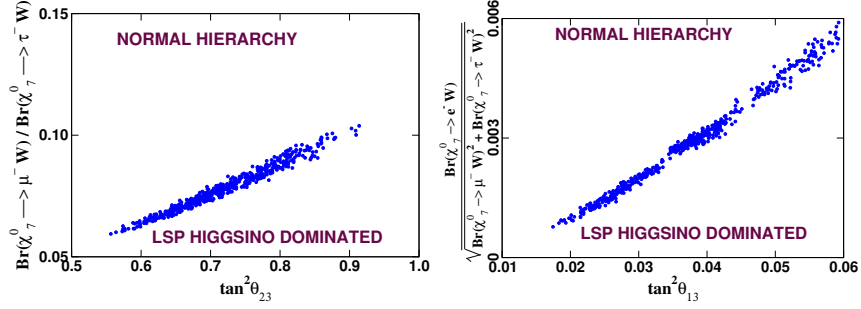 Br(χ⁰₇ —> μ⁻ W) / Br(χ⁰₇ —> τ⁻ W)
0.15
0.10
0.05
NORMAL HIERARCHY
LSP HIGGSINO DOMINATED
0.5 0.6 0.7 0.8 0.9 1.0
tan²θ₂₃
Br(χ⁰₇ –> e⁻ W)
√Br(χ⁰₇ –> μ⁻ W)² + Br(χ⁰₇ –> τ⁻ W)²
0.006
0.003
0
NORMAL HIERARCHY
LSP HIGGSINO DOMINATED
0.01 0.02 0.03 0.04 0.05 0.06
tan²θ₁₃